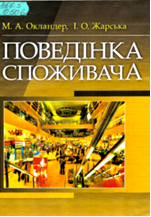 М. А. Окландер, І. О. Жарська
ПОВЕДІНКА
СПОЖИВАЧА